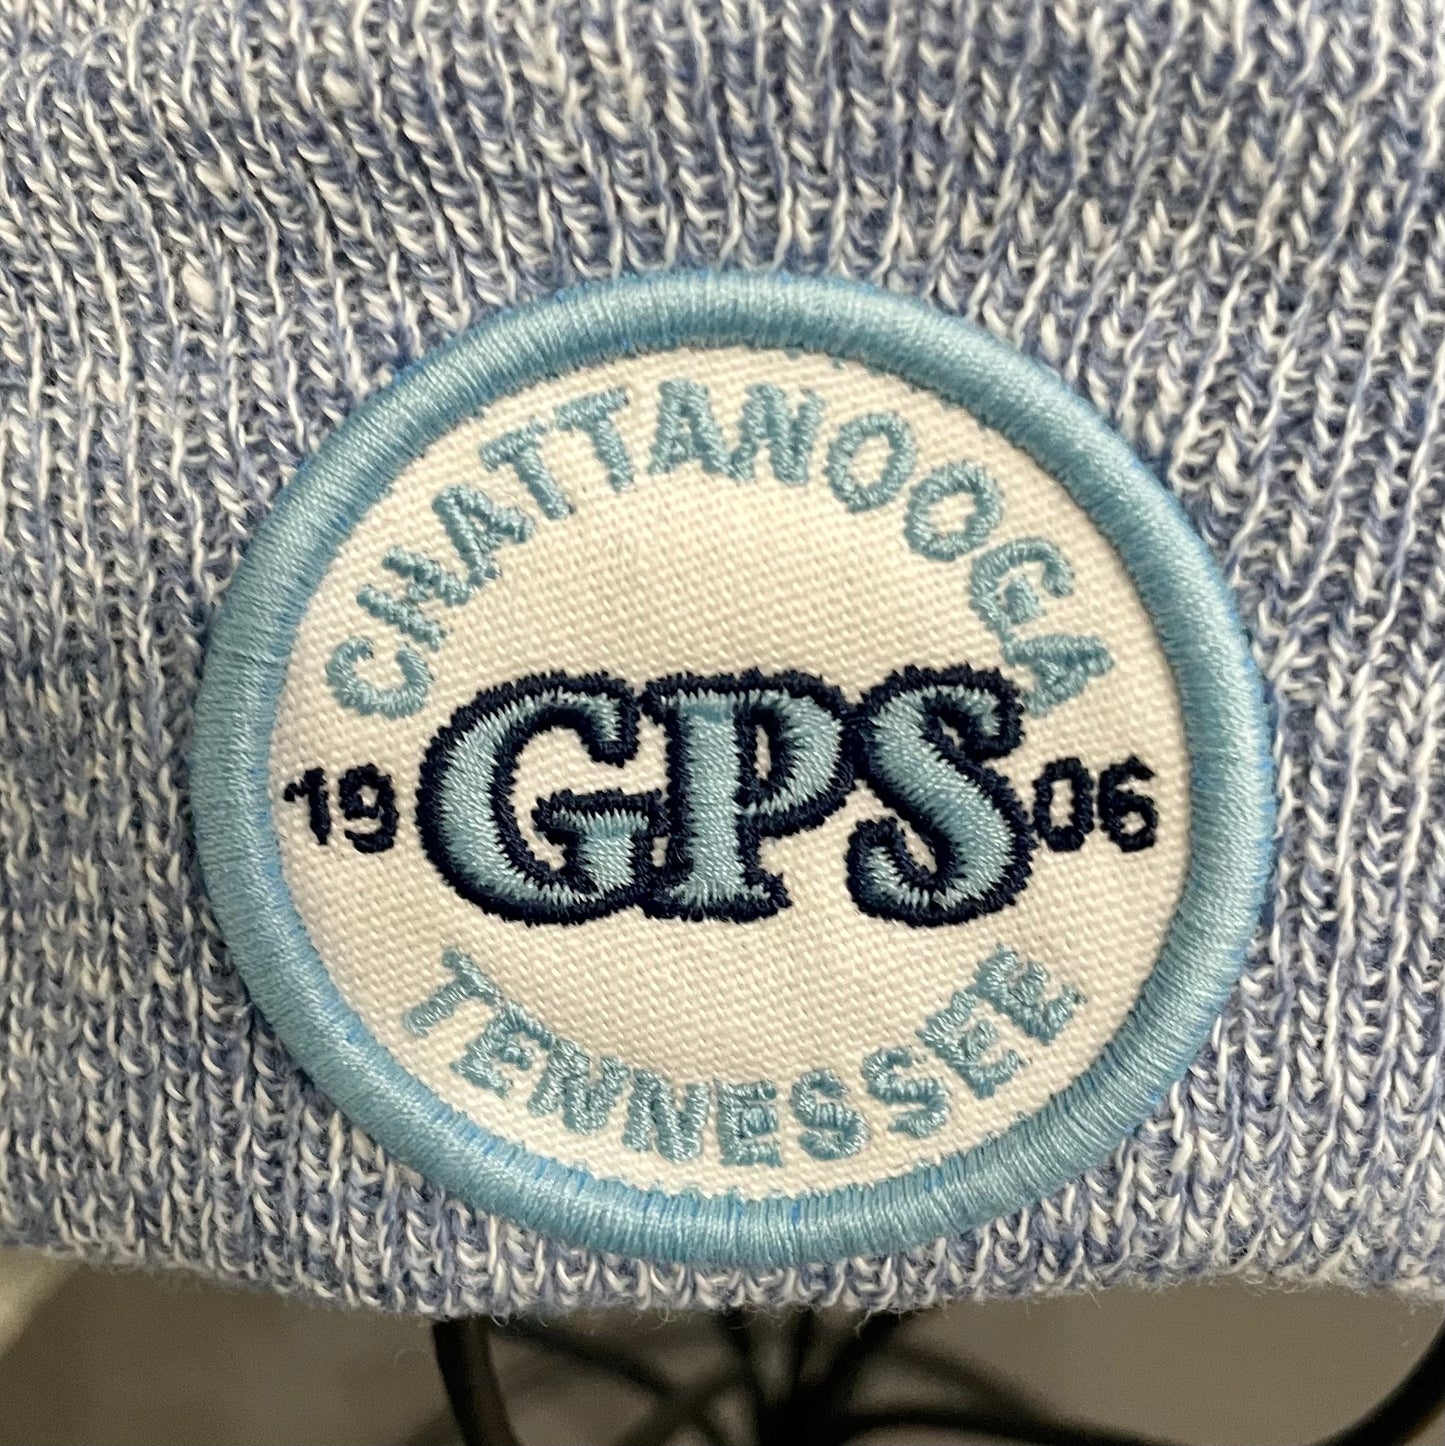 CHATTANOOGA
19 GPS 06
TENNESSEE